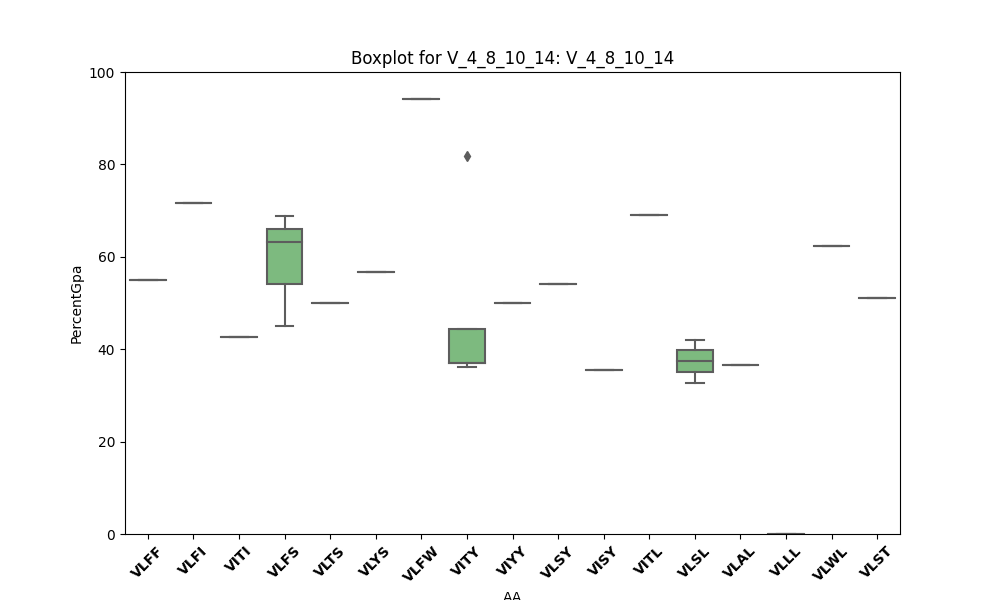 Boxplot for V_4_8_10_14: V_4_8_10_14
100
80
60
40
20
0
PercentGpa
VLFF VLFI VITI VLFS VLTS VLYS VLFW VITY VIYY VLSY VISY VITL VLSL VLAL VLLL VLWL VLST
AA